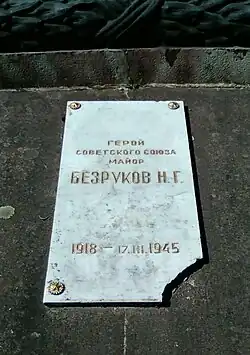 ГЕРОЙ
СОВЕТСКОГО СОЮЗА
МАЙОР
БЕЗРУКОВ Н.Г.
1918 — 17.III.1945